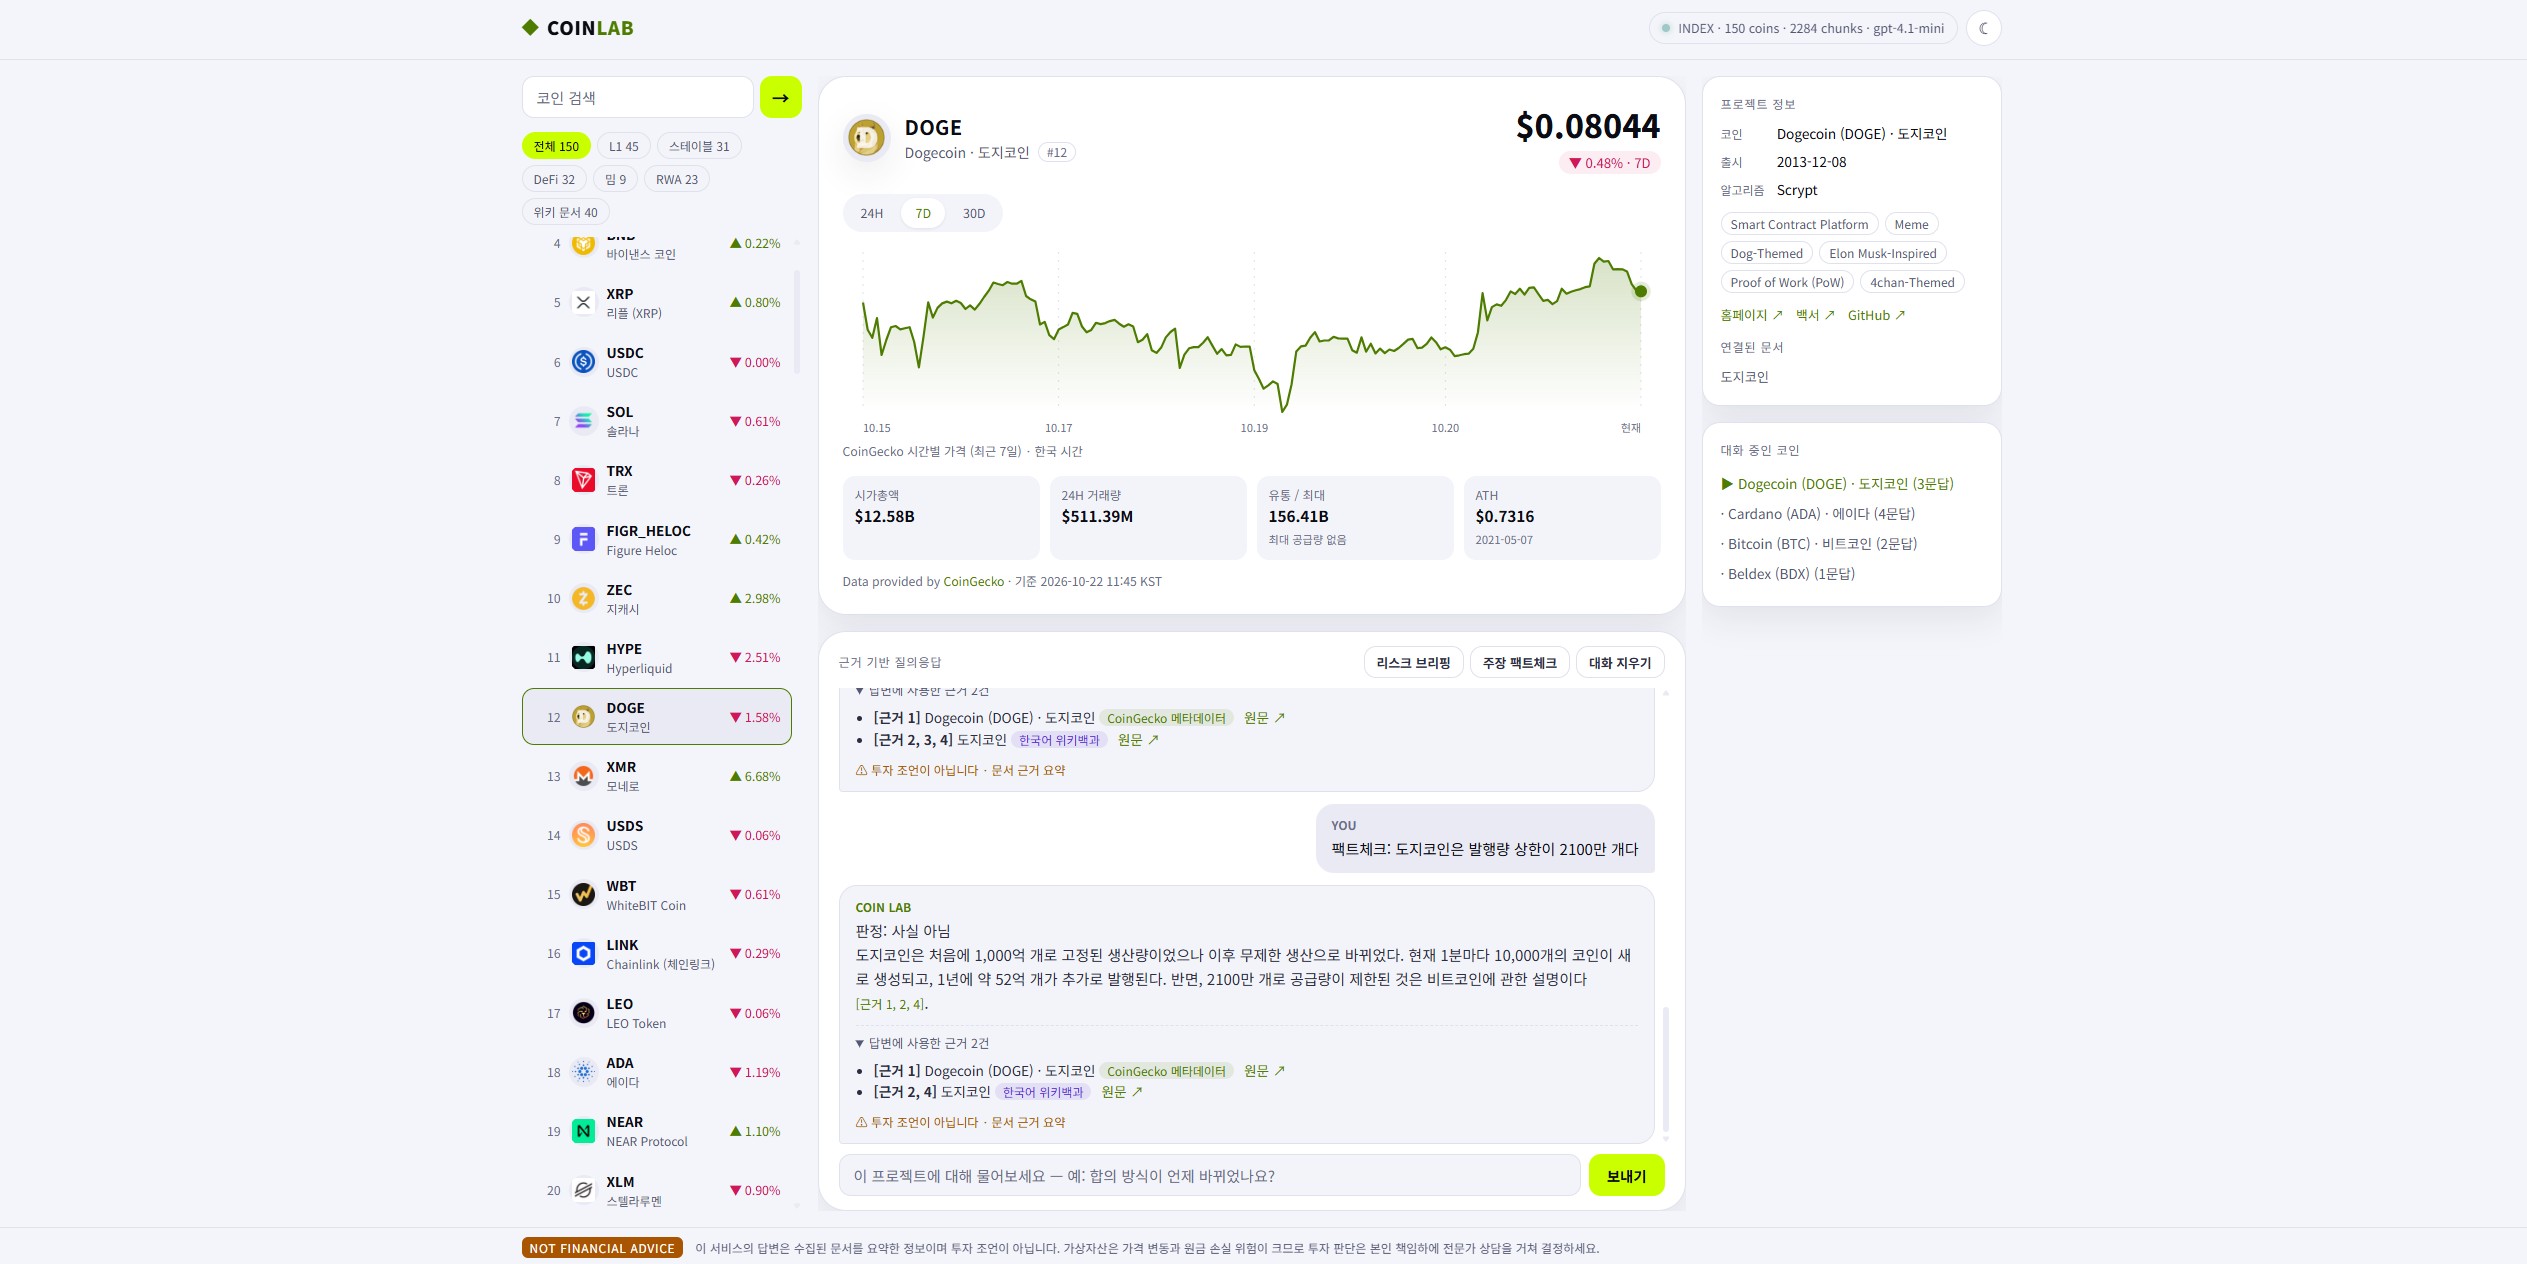 COINLAB
INDEX · 150 coins · 2284 chunks · gpt-4.1-mini
코인 검색
→
전체 150
L1 45
스테이블 31
DeFi 32
밈 9
RWA 23
위키 문서 40
4
바이낸스 코인
▲ 0.22%
5
XRP
리플 (XRP)
▲ 0.80%
6
USDC
USDC
▼ 0.00%
7
SOL
솔라나
▼ 0.61%
8
TRX
트론
▼ 0.26%
9
FIGR_HELOC
Figure Heloc
▲ 0.42%
10
ZEC
지캐시
▲ 2.98%
11
HYPE
Hyperliquid
▼ 2.51%
12
DOGE
도지코인
▼ 1.58%
13
XMR
모네로
▲ 6.68%
14
USDS
USDS
▼ 0.06%
15
WBT
WhiteBIT Coin
▼ 0.61%
16
LINK
Chainlink (체인링크)
▼ 0.29%
17
LEO
LEO Token
▼ 0.06%
18
ADA
에이다
▼ 1.19%
19
NEAR
NEAR Protocol
▲ 1.10%
20
XLM
스텔라루멘
▼ 0.90%
DOGE
Dogecoin · 도지코인 #12
$0.08044
▼ 0.48% · 7D
24H 7D 30D
10.15 10.17 10.19 10.20 현재
CoinGecko 시간별 가격 (최근 7일) · 한국 시간
시가총액
$12.58B
24H 거래량
$511.39M
유통 / 최대
156.41B
최대 공급량 없음
ATH
$0.7316
2021-05-07
Data provided by CoinGecko · 기준 2026-10-22 11:45 KST
근거 기반 질의응답
리스크 브리핑
주장 팩트체크
대화 지우기
▼ 답변에 사용한 근거 2건
• [근거 1] Dogecoin (DOGE) · 도지코인 CoinGecko 메타데이터 원문 ↗
• [근거 2, 3, 4] 도지코인 한국어 위키백과 원문 ↗
⚠ 투자 조언이 아닙니다 · 문서 근거 요약
YOU
팩트체크: 도지코인은 발행량 상한이 2100만 개다
COIN LAB
판정: 사실 아님
도지코인은 처음에 1,000억 개로 고정된 생산량이었으나 이후 무제한 생산으로 바뀌었다. 현재 1분마다 10,000개의 코인이 새
로 생성되고, 1년에 약 52억 개가 추가로 발행된다. 반면, 2100만 개로 공급량이 제한된 것은 비트코인에 관한 설명이다
[근거 1, 2, 4].
▼ 답변에 사용한 근거 2건
• [근거 1] Dogecoin (DOGE) · 도지코인 CoinGecko 메타데이터 원문 ↗
• [근거 2, 4] 도지코인 한국어 위키백과 원문 ↗
⚠ 투자 조언이 아닙니다 · 문서 근거 요약
이 프로젝트에 대해 물어보세요 — 예: 합의 방식이 언제 바뀌었나요?
보내기
프로젝트 정보
코인 Dogecoin (DOGE) · 도지코인
출시 2013-12-08
알고리즘 Scrypt
Smart Contract Platform
Meme
Dog-Themed
Elon Musk-Inspired
Proof of Work (PoW)
4chan-Themed
홈페이지 ↗ 백서 ↗ GitHub ↗
연결된 문서
도지코인
대화 중인 코인
▶ Dogecoin (DOGE) · 도지코인 (3문답)
· Cardano (ADA) · 에이다 (4문답)
· Bitcoin (BTC) · 비트코인 (2문답)
· Beldex (BDX) (1문답)
NOT FINANCIAL ADVICE
이 서비스의 답변은 수집된 문서를 요약한 정보이며 투자 조언이 아닙니다. 가상자산은 가격 변동과 원금 손실 위험이 크므로 투자 판단은 본인 책임하에 전문가 상담을 거쳐 결정하세요.